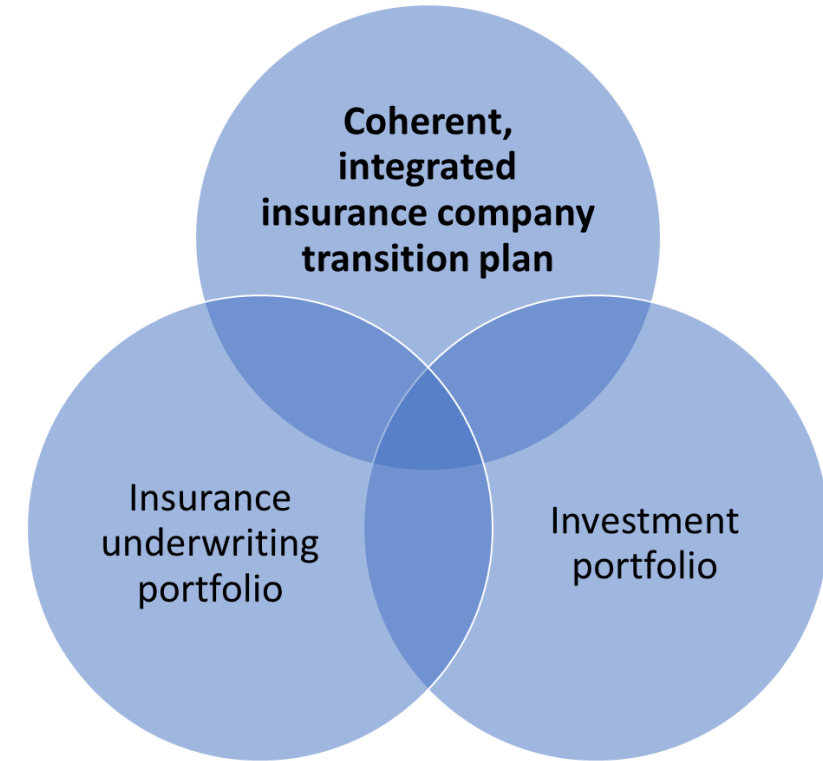 Coherent,
integrated
insurance company
transition plan
Insurance
underwriting
portfolio
Investment
portfolio